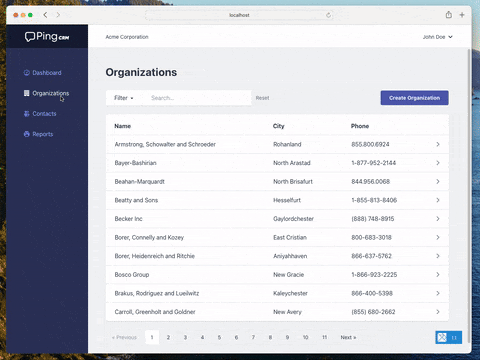 localhost
Ping CRM
Acme Corporation
John Doe
Dashboard
Organizations
Contacts
Reports
Organizations
Filter
Search...
Reset
Create Organization
Name City Phone
Armstrong, Schowalter and Schroeder Rohanland 855.800.6924
Bayer-Bashirian North Arastad 1-877-952-2144
Beahan-Marquardt North Brisafurt 844.956.0068
Beatty and Sons Hesselfurt 1-855-813-8406
Becker Inc Gaylordchester (888) 748-8915
Borer, Connelly and Kozey East Cristian 800-683-3018
Borer, Heidenreich and Ritchie Aniyahhaven 866-637-5762
Bosco Group New Gracie 1-866-923-2225
Brakus, Rodriguez and Lueilwitz Kaleychester 866-400-5398
Carroll, Greenholt and Goldner New Avery (855) 680-2662
« Previous 1 2 3 4 5 6 7 8 9 10 11 Next »